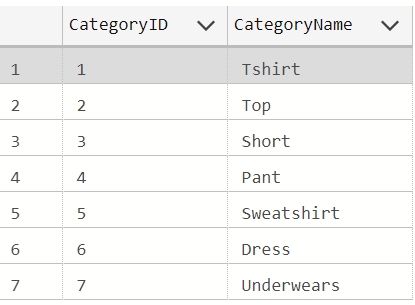 CategoryID CategoryName
1 1 Tshirt
2 2 Top
3 3 Short
4 4 Pant
5 5 Sweatshirt
6 6 Dress
7 7 Underwears